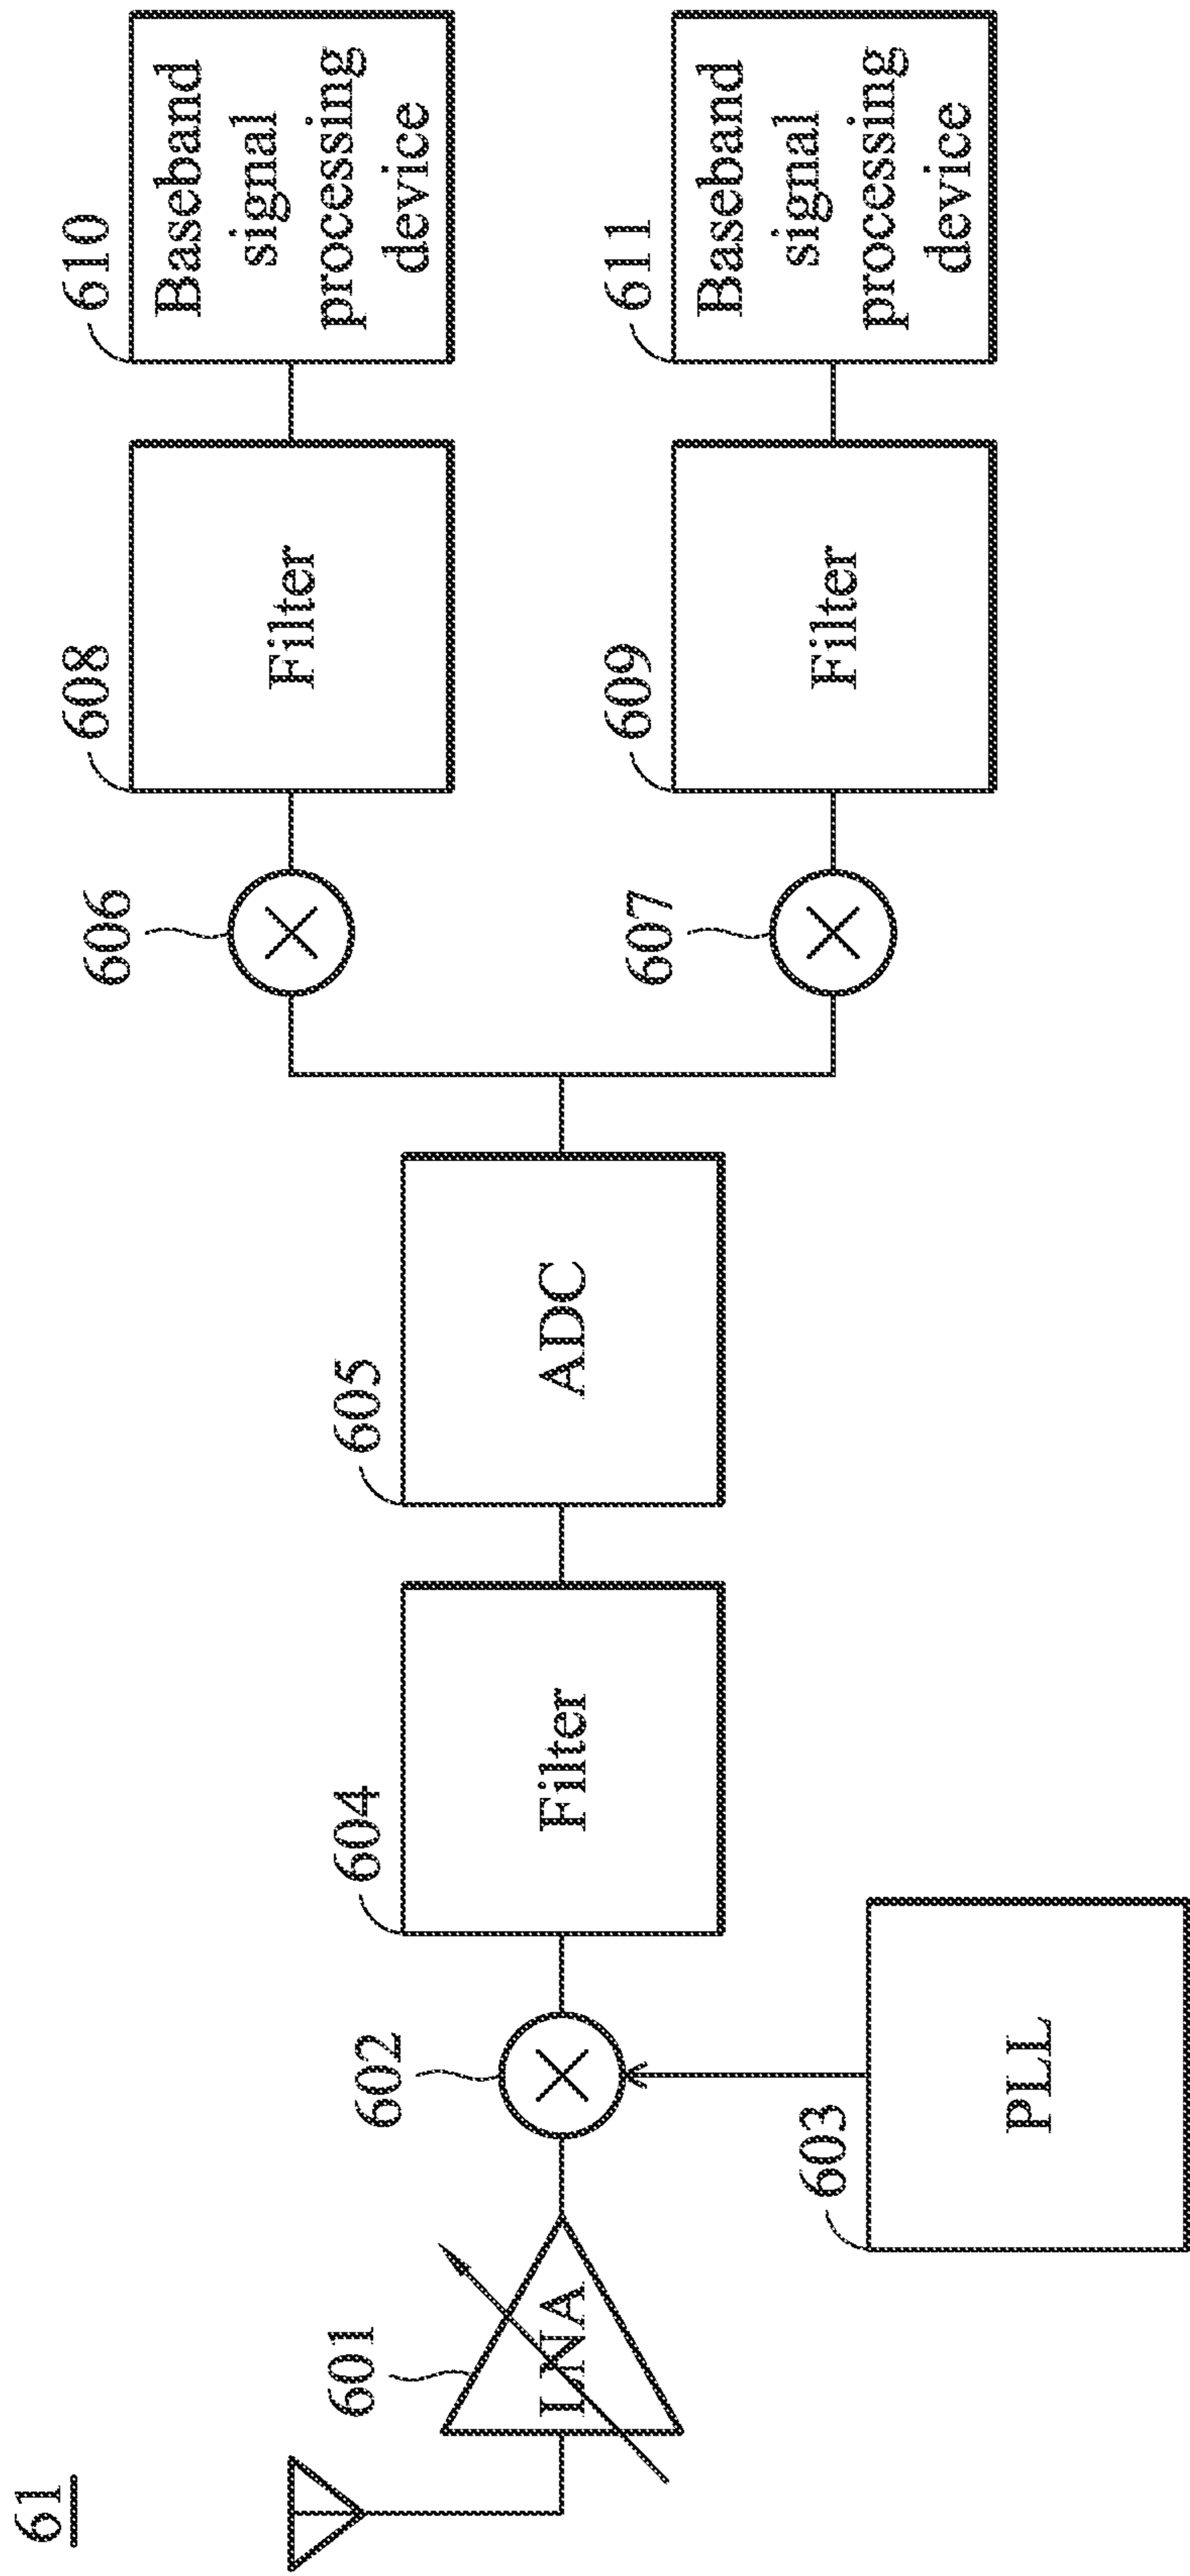 61
601
LNA
602
603
PLL
604
Filter
605
ADC
606
608
Filter
610
Baseband
signal
processing
device
607
609
Filter
611
Baseband
signal
processing
device